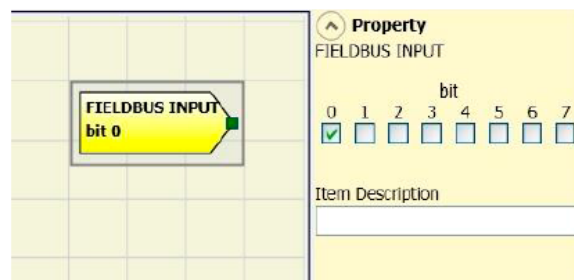 FIELDBUS INPUT
bit 0
Property
FIELDBUS INPUT
bit
0 1 2 3 4 5 6 7
Item Description